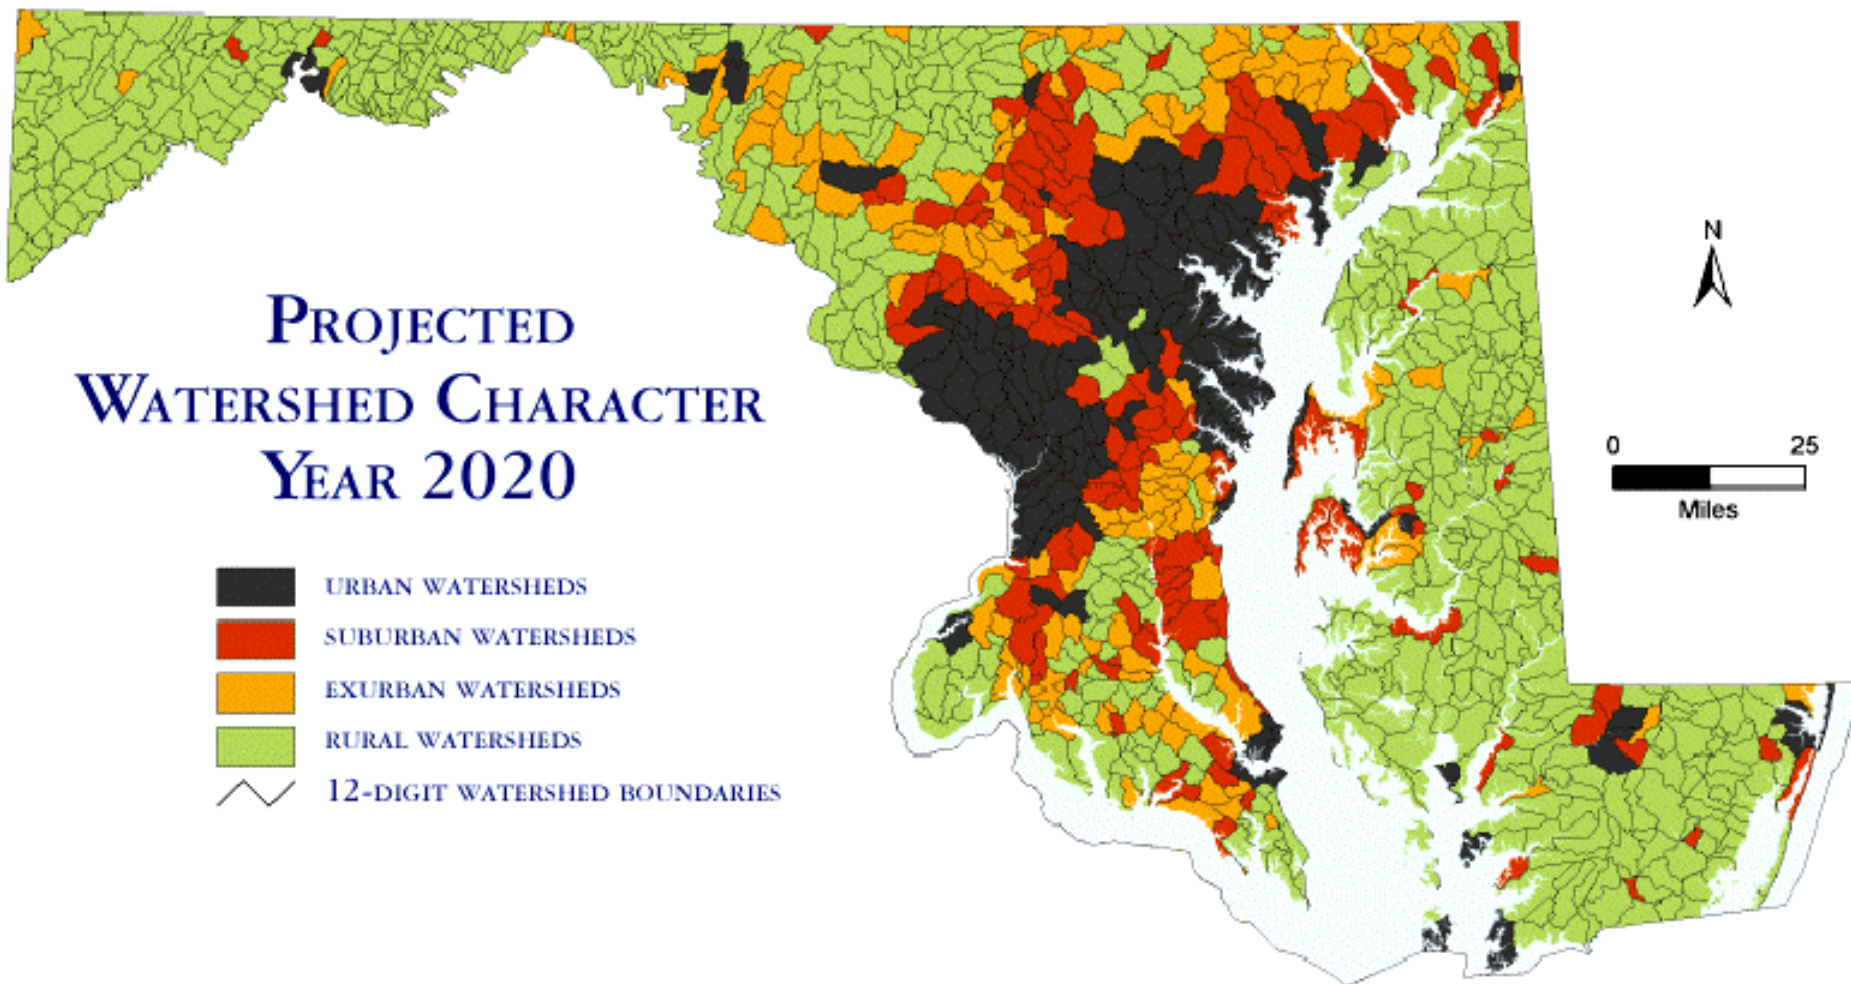 PROJECTED
WATERSHED CHARACTER
YEAR 2020
N
0 25
Miles
URBAN WATERSHEDS
SUBURBAN WATERSHEDS
EXURBAN WATERSHEDS
RURAL WATERSHEDS
12-DIGIT WATERSHED BOUNDARIES